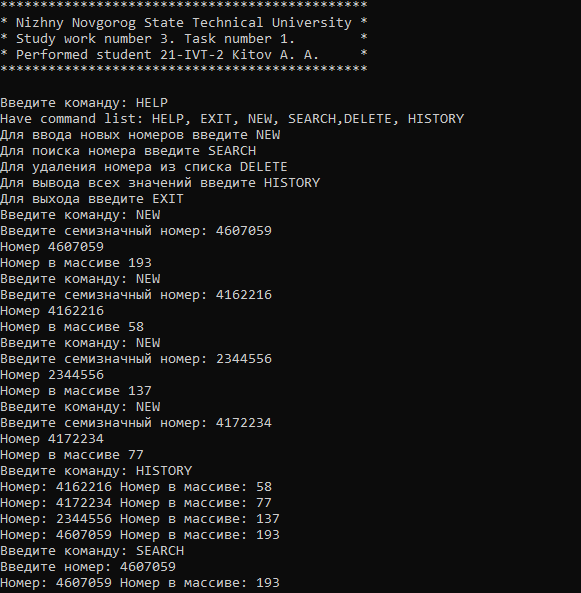 **********************************************
* Nizhny Novgorog State Technical University *
* Study work number 3. Task number 1.        *
* Performed student 21-IVT-2 Kitov A. A.     *
**********************************************
Введите команду: HELP
Have command list: HELP, EXIT, NEW, SEARCH,DELETE, HISTORY
Для ввода новых номеров введите NEW
Для поиска номера введите SEARCH
Для удаления номера из списка DELETE
Для вывода всех значений введите HISTORY
Для выхода введите EXIT
Введите команду: NEW
Введите семизначный номер: 4607059
Номер 4607059
Номер в массиве 193
Введите команду: NEW
Введите семизначный номер: 4162216
Номер 4162216
Номер в массиве 58
Введите команду: NEW
Введите семизначный номер: 2344556
Номер 2344556
Номер в массиве 137
Введите команду: NEW
Введите семизначный номер: 4172234
Номер 4172234
Номер в массиве 77
Введите команду: HISTORY
Номер: 4162216 Номер в массиве: 58
Номер: 4172234 Номер в массиве: 77
Номер: 2344556 Номер в массиве: 137
Номер: 4607059 Номер в массиве: 193
Введите команду: SEARCH
Введите номер: 4607059
Номер: 4607059 Номер в массиве: 193